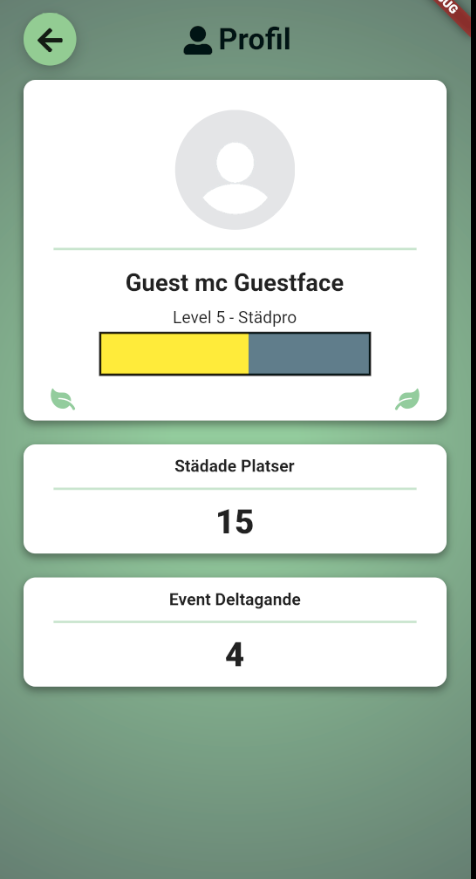 Profil
Guest mc Guestface
Level 5 - Städpro
Städade Platser
15
Event Deltagande
4